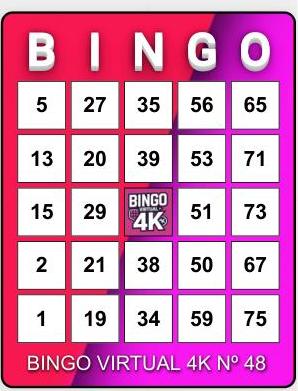 B I N G O
5 27 35 56 65
13 20 39 53 71
15 29 BINGO VIRTUAL 4K 51 73
2 21 38 50 67
1 19 34 59 75
BINGO VIRTUAL 4K Nº 48